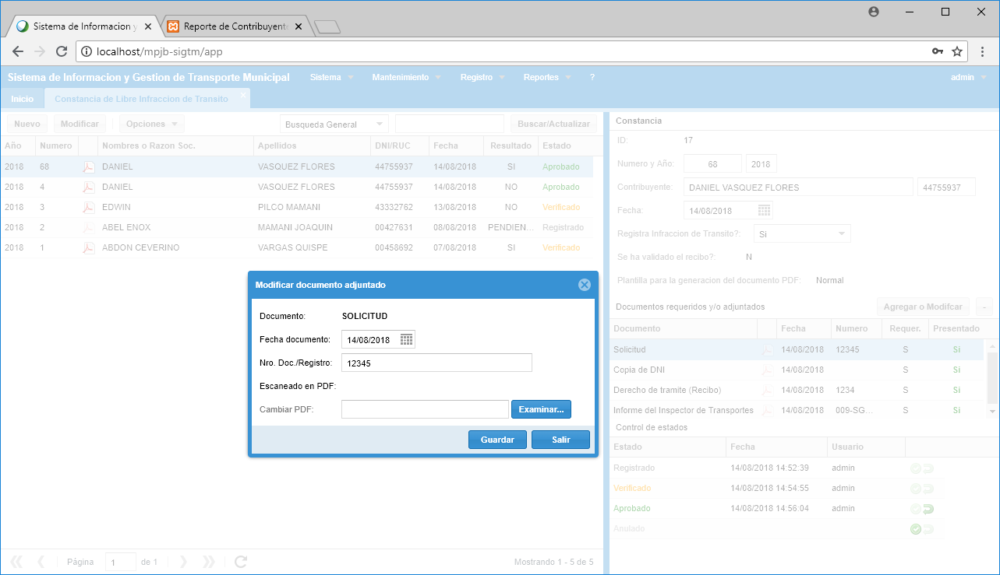 Sistema de Informacion y
Reporte de Contribuyente
localhost/mpjb-sigtm/app
Sistema de Informacion y Gestion de Transporte Municipal Sistema Mantenimiento Registro Reportes ? admin
Inicio Constancia de Libre Infraccion de Transito
Nuevo Modificar Opciones Busqueda General Buscar/Actualizar
Año Numero Nombres o Razon Soc. Apellidos DNI/RUC Fecha Resultado Estado
2018 68 DANIEL VASQUEZ FLORES 44755937 14/08/2018 SI Aprobado
2018 4 DANIEL VASQUEZ FLORES 44755937 14/08/2018 NO Aprobado
2018 3 EDWIN PILCO MAMANI 43332762 13/08/2018 NO Verificado
2018 2 ABEL ENOX MAMANI JOAQUIN 00427631 08/08/2018 PENDIEN... Registrado
2018 1 ABDON CEVERINO VARGAS QUISPE 00458692 07/08/2018 SI Verificado
Modificar documento adjuntado
Documento: SOLICITUD
Fecha documento: 14/08/2018
Nro. Doc./Registro: 12345
Escaneado en PDF:
Cambiar PDF: Examinar...
Guardar Salir
Página 1 de 1 Mostrando 1 - 5 de 5
Constancia
ID: 17
Numero y Año: 68 2018
Contribuyente: DANIEL VASQUEZ FLORES 44755937
Fecha: 14/08/2018
Registra Infraccion de Transito?: Si
Se ha validado el recibo?: N
Plantilla para la generacion del documento PDF: Normal
Documentos requeridos y/o adjuntados Agregar o Modifcar -
Documento Fecha Numero Requer. Presentado
Solicitud 14/08/2018 12345 S Si
Copia de DNI 14/08/2018 S Si
Derecho de tramite (Recibo) 14/08/2018 1234 S Si
Informe del Inspector de Transportes 14/08/2018 009-SG... S Si
Control de estados
Estado Fecha Usuario
Registrado 14/08/2018 14:52:39 admin
Verificado 14/08/2018 14:54:55 admin
Aprobado 14/08/2018 14:56:04 admin
Anulado